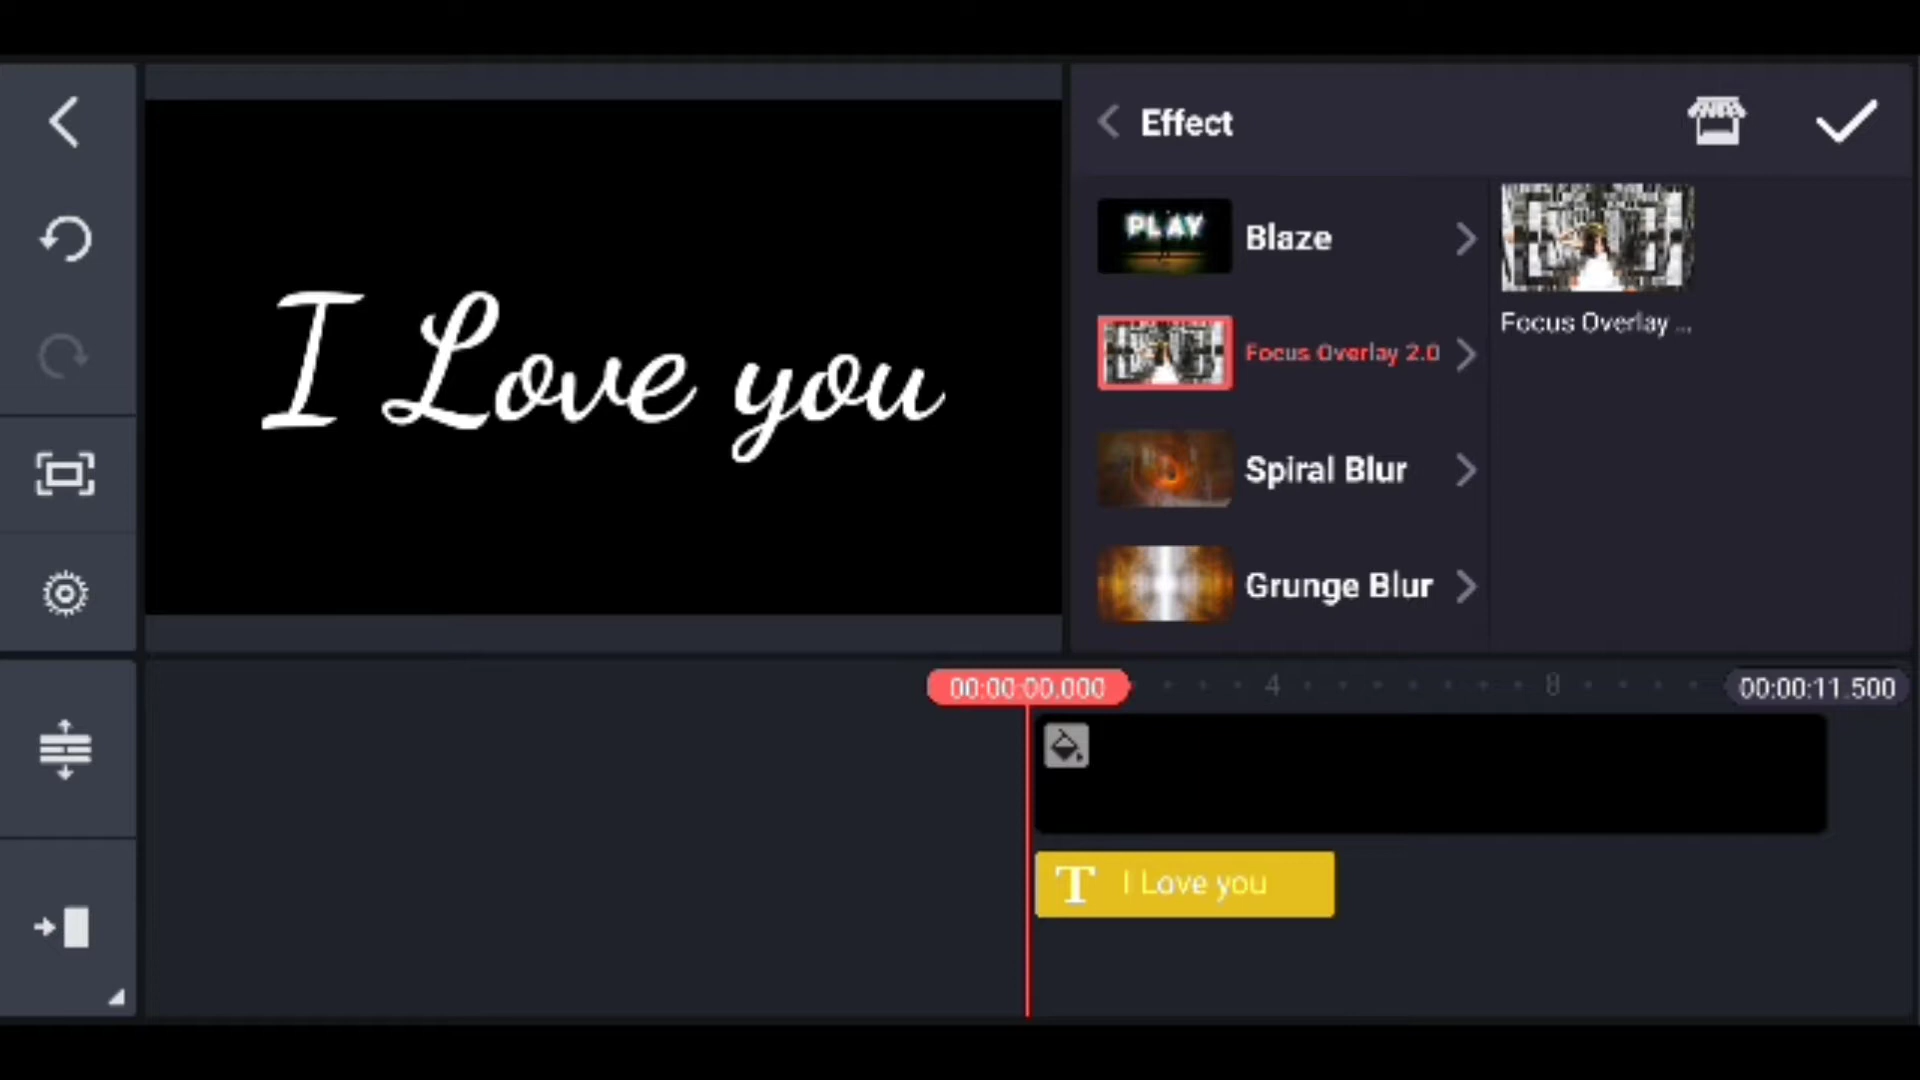 Effect
I Love you
PLAY
Blaze
Focus Overlay 2.0
Spiral Blur
Grunge Blur
Focus Overlay ...
00:00:00.000
4
8
00:00:11.500
T I Love you